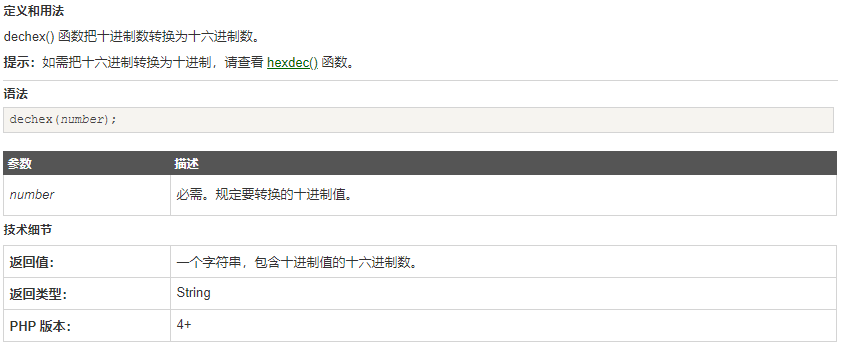 定义和用法
dechex() 函数把十进制数转换为十六进制数。
提示：如需把十六进制转换为十进制，请查看 hexdec() 函数。
语法
dechex(number);
参数 描述
number 必需。规定要转换的十进制值。
技术细节
返回值： 一个字符串，包含十进制值的十六进制数。
返回类型： String
PHP 版本： 4+